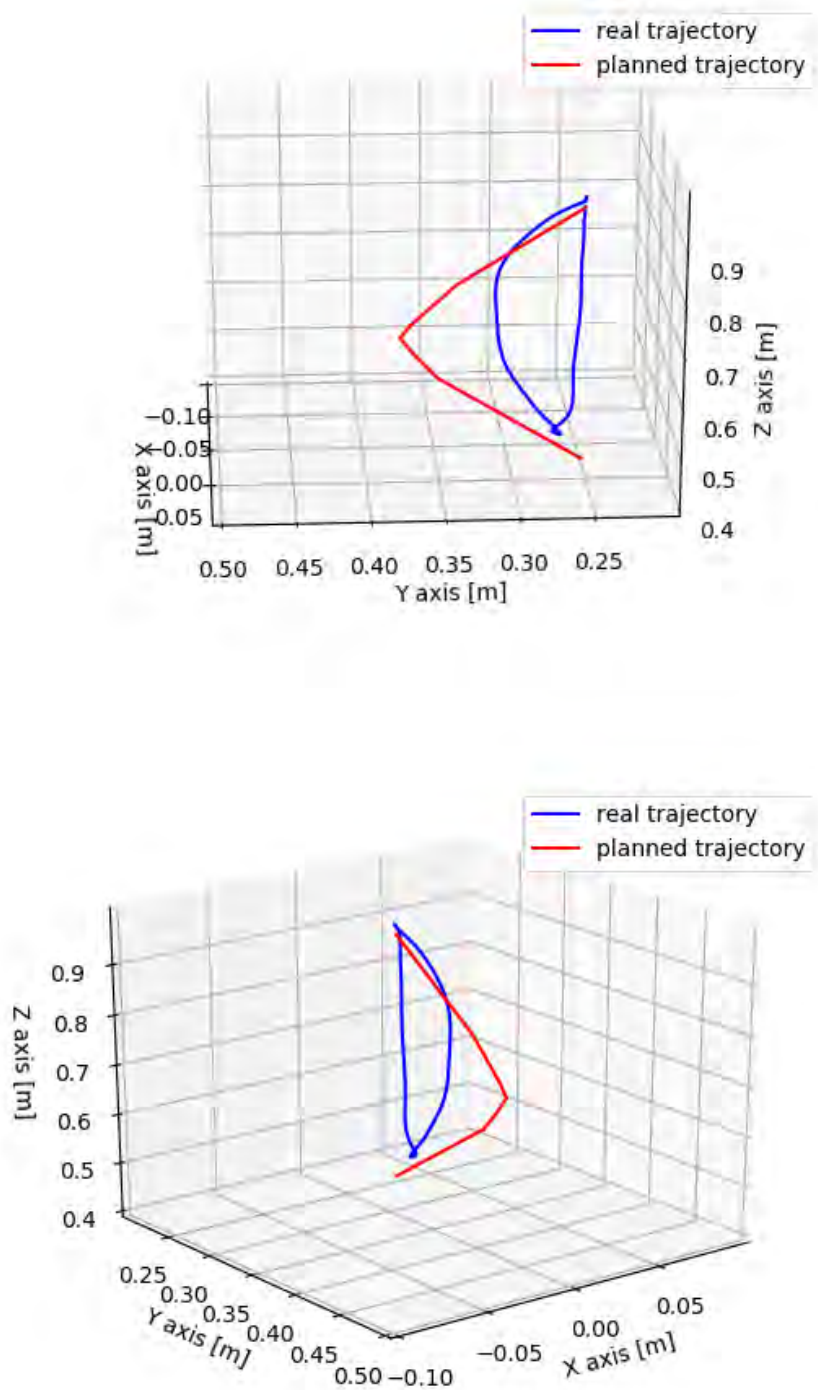 real trajectory
planned trajectory
0.9
0.8
0.7
0.6
0.5
0.4
Z axis [m]
−0.10
−0.05
0.00
0.05
X axis [m]
0.50 0.45 0.40 0.35 0.30 0.25
Y axis [m]
real trajectory
planned trajectory
0.9
0.8
0.7
0.6
0.5
0.4
Z axis [m]
0.25
0.30
0.35
0.40
0.45
0.50
Y axis [m]
−0.10
−0.05
0.00
0.05
X axis [m]